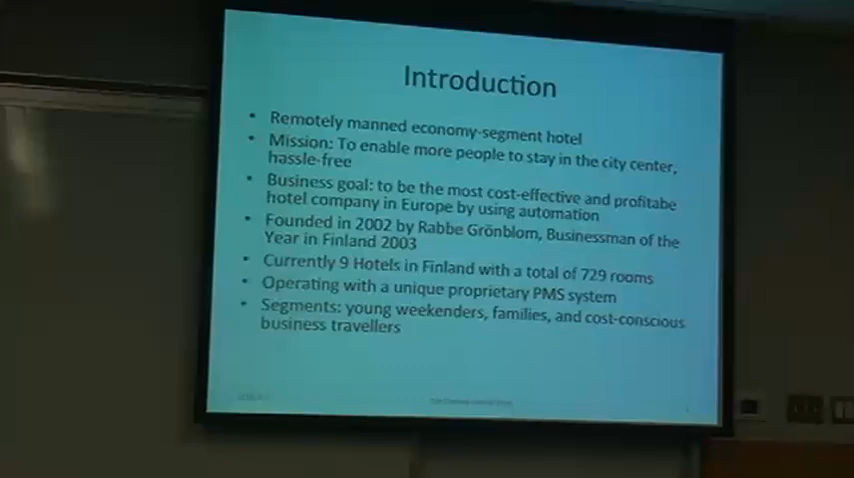 Introduction
• Remotely manned economy-segment hotel
• Mission: To enable more people to stay in the city center,
hassle-free
• Business goal: to be the most cost-effective and profitabe
hotel company in Europe by using automation
• Founded in 2002 by Rabbe Grönblom, Businessman of the
Year in Finland 2003
• Currently 9 Hotels in Finland with a total of 729 rooms
• Operating with a unique proprietary PMS system
• Segments: young weekenders, families, and cost-conscious
business travellers